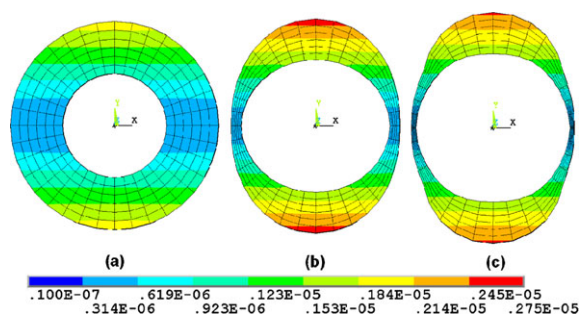 Y
X
Y
X
Y
X
(a)
(b)
(c)
.100E-07 .619E-06 .123E-05 .184E-05 .245E-05
.314E-06 .923E-06 .153E-05 .214E-05 .275E-05